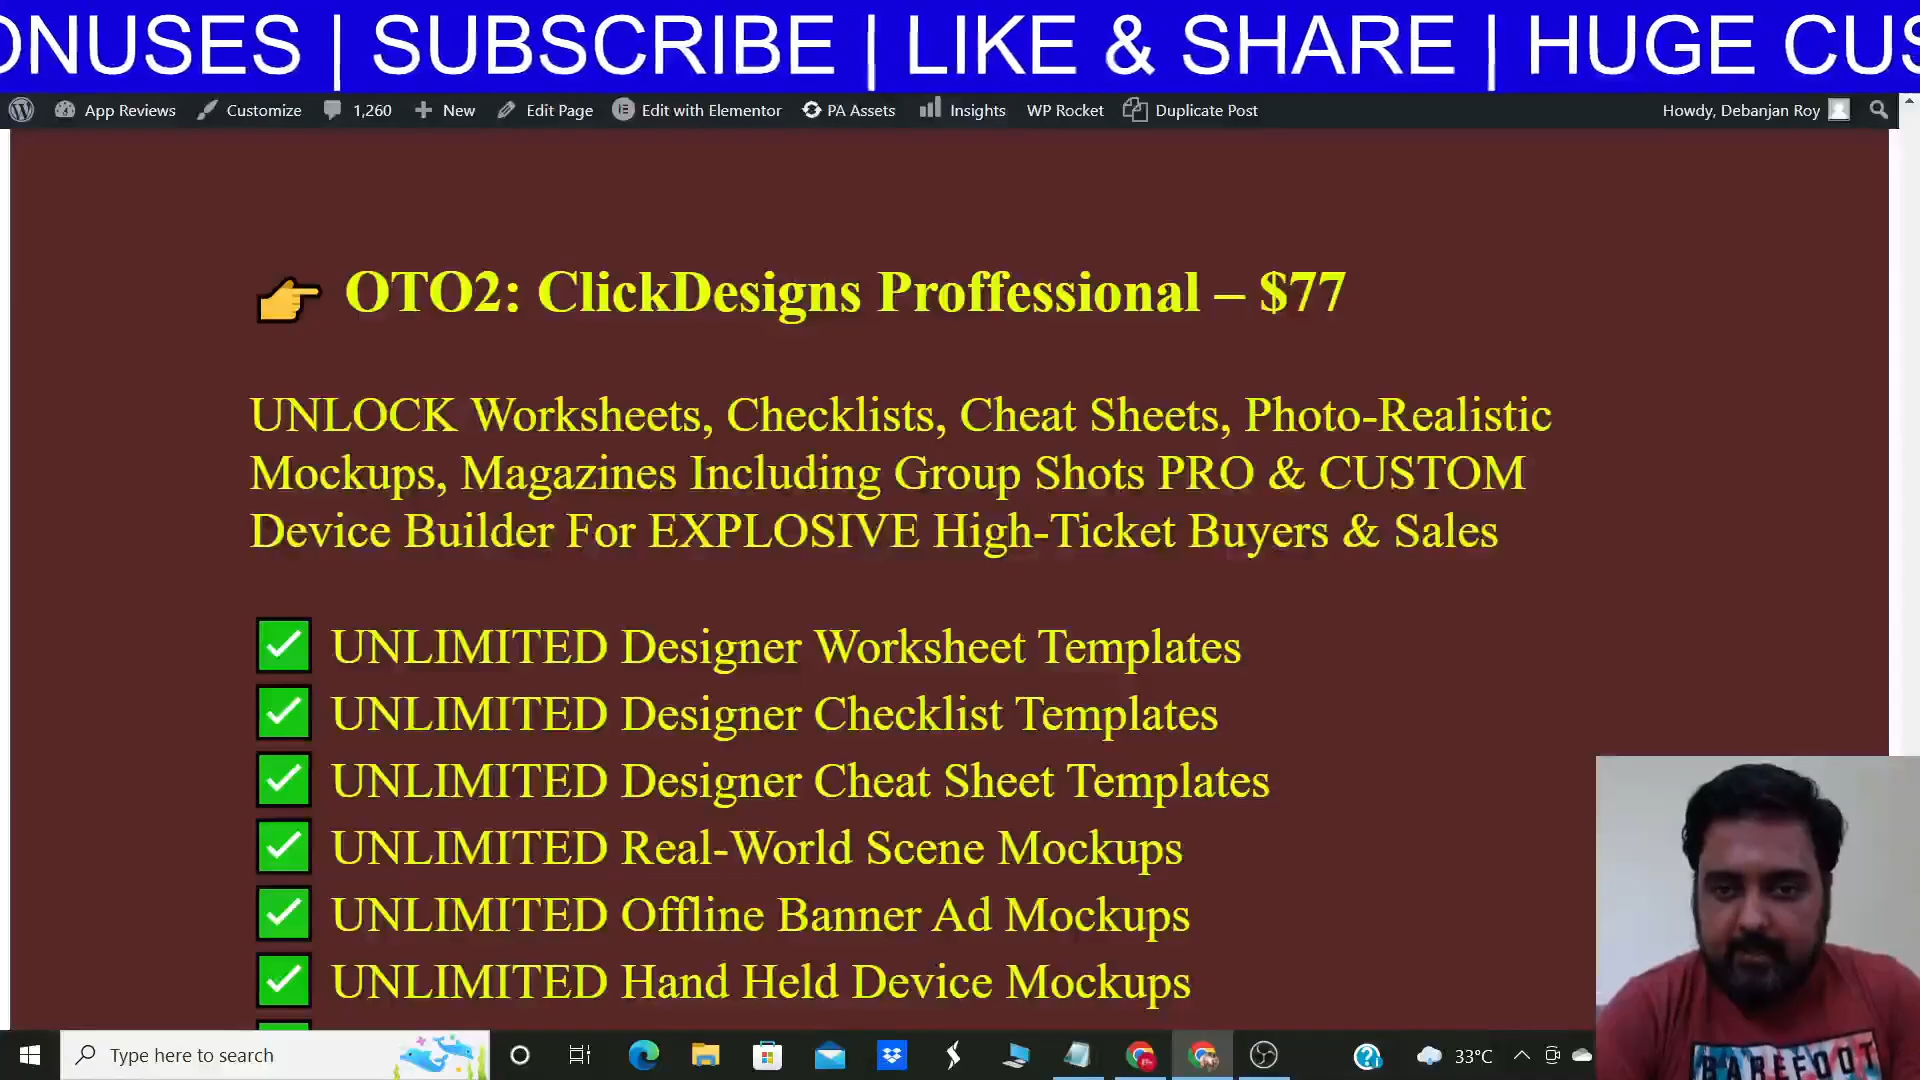 ONUSES | SUBSCRIBE | LIKE & SHARE | HUGE CUS
App Reviews Customize 1,260 New Edit Page Edit with Elementor PA Assets Insights WP Rocket Duplicate Post Howdy, Debanjan Roy
OTO2: ClickDesigns Proffessional – $77
UNLOCK Worksheets, Checklists, Cheat Sheets, Photo-Realistic
Mockups, Magazines Including Group Shots PRO & CUSTOM
Device Builder For EXPLOSIVE High-Ticket Buyers & Sales
UNLIMITED Designer Worksheet Templates
UNLIMITED Designer Checklist Templates
UNLIMITED Designer Cheat Sheet Templates
UNLIMITED Real-World Scene Mockups
UNLIMITED Offline Banner Ad Mockups
UNLIMITED Hand Held Device Mockups
Type here to search
33°C
BAREFOOT